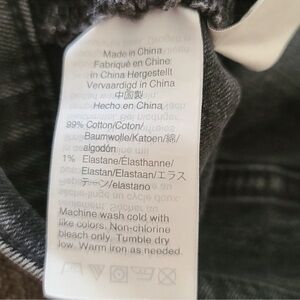 Made in China
Fabriqué en Chine
In China Hergestellt
Vervaardigd in China
中国製
Hecho en China
99% Cotton/Coton/
Baumwolle/Katoen/綿/
algodón
1% Elastane/Élasthanne/
Elastan/Elastaan/エラス
テーン/elastano
Machine wash cold with
like colors. Non-chlorine
bleach only. Tumble dry
low. Warm iron as needed.